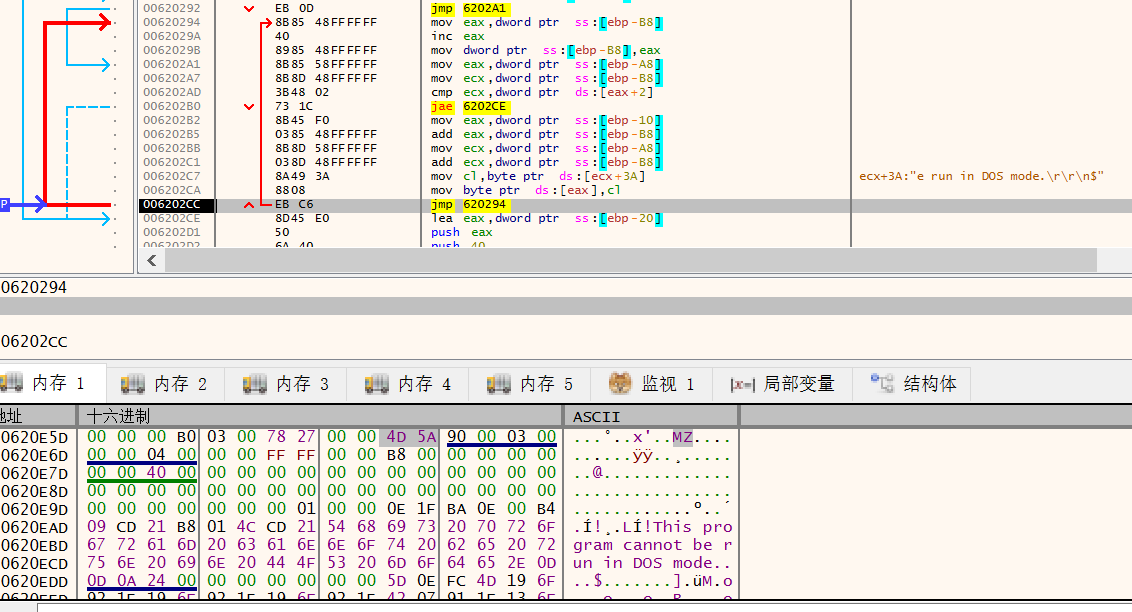 00620292 EB 0D jmp 6202A1
00620294 8B85 48FFFFFF mov eax,dword ptr ss:[ebp-B8]
0062029A 40 inc eax
0062029B 8985 48FFFFFF mov dword ptr ss:[ebp-B8],eax
006202A1 8B85 58FFFFFF mov eax,dword ptr ss:[ebp-A8]
006202A7 8B8D 48FFFFFF mov ecx,dword ptr ss:[ebp-B8]
006202AD 3B48 02 cmp ecx,dword ptr ds:[eax+2]
006202B0 73 1C jae 6202CE
006202B2 8B45 F0 mov eax,dword ptr ss:[ebp-10]
006202B5 0385 48FFFFFF add eax,dword ptr ss:[ebp-B8]
006202BB 8B8D 58FFFFFF mov ecx,dword ptr ss:[ebp-A8]
006202C1 038D 48FFFFFF add ecx,dword ptr ss:[ebp-B8]
006202C7 8A49 3A mov cl,byte ptr ds:[ecx+3A] ecx+3A:"e run in DOS mode.\r\r\n$"
006202CA 8808 mov byte ptr ds:[eax],cl
P 006202CC EB C6 jmp 620294
006202CE 8D45 E0 lea eax,dword ptr ss:[ebp-20]
006202D1 50 push eax
006202D2 6A 40 push 40
0620294
06202CC
内存 1 内存 2 内存 3 内存 4 内存 5 监视 1 [x=] 局部变量 结构体
地址 十六进制 ASCII
0620E5D 00 00 00 B0 03 00 78 27 00 00 4D 5A 90 00 03 00 ...°..x'..MZ....
0620E6D 00 00 04 00 00 00 FF FF 00 00 B8 00 00 00 00 00 ......ÿÿ..¸.....
0620E7D 00 00 40 00 00 00 00 00 00 00 00 00 00 00 00 00 ..@.............
0620E8D 00 00 00 00 00 00 00 00 00 00 00 00 00 00 00 00 ................
0620E9D 00 00 00 00 00 00 01 00 00 0E 1F BA 0E 00 B4 ...........º..´
0620EAD 09 CD 21 B8 01 4C CD 21 54 68 69 73 20 70 72 6F .Í!¸.LÍ!This pro
0620EBD 67 72 61 6D 20 63 61 6E 6E 6F 74 20 62 65 20 72 gram cannot be r
0620ECD 75 6E 20 69 6E 20 44 4F 53 20 6D 6F 64 65 2E 0D un in DOS mode..
0620EDD 0D 0A 24 00 00 00 00 00 00 00 5D 0E FC 4D 19 6F ..$.......].üM.o